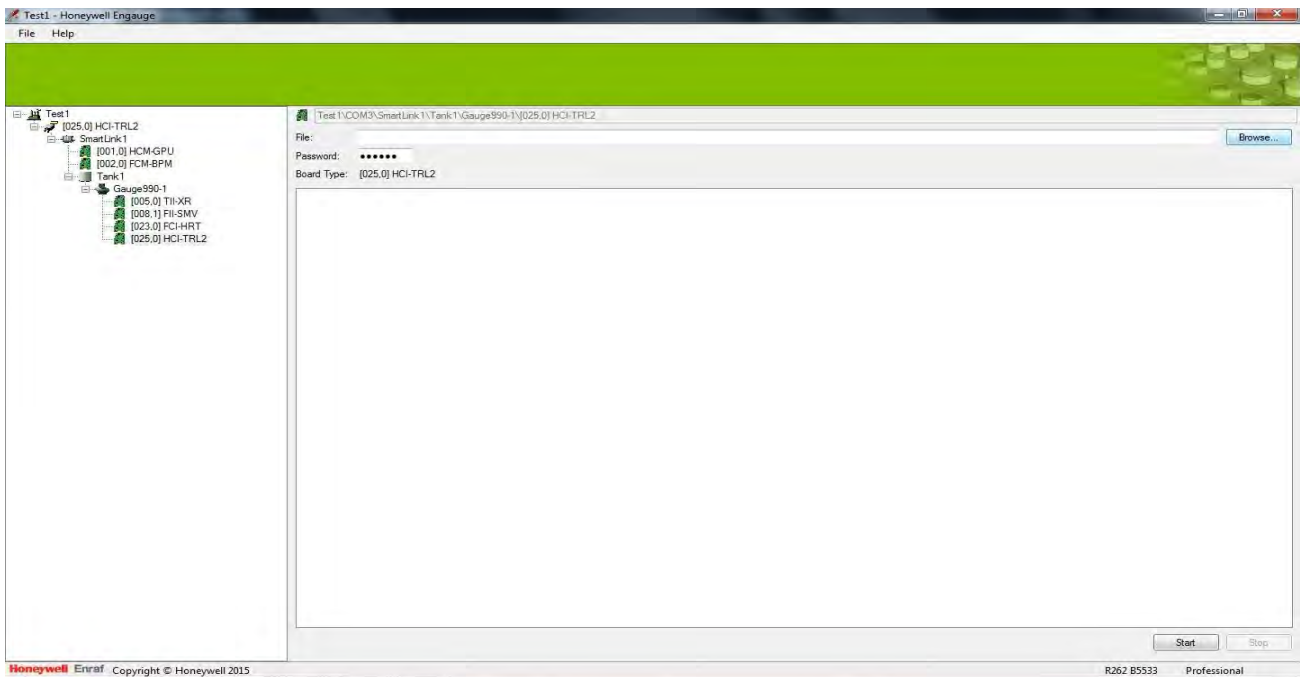 Test1 - Honeywell Engauge
File Help
Test1
[025,0] HCI-TRL2
SmartLink1
[001,0] HCM-GPU
[002,0] FCM-BPM
Tank1
Gauge990-1
[005,0] TII-XR
[008,1] FII-SMV
[023,0] FCI-HRT
[025,0] HCI-TRL2
Test1\COM3\SmartLink1\Tank1\Gauge990-1\[025,0] HCI-TRL2
File:
Browse...
Password: ●●●●●●
Board Type: [025,0] HCI-TRL2
Start Stop
Honeywell Enraf Copyright © Honeywell 2015
R262 B5533 Professional